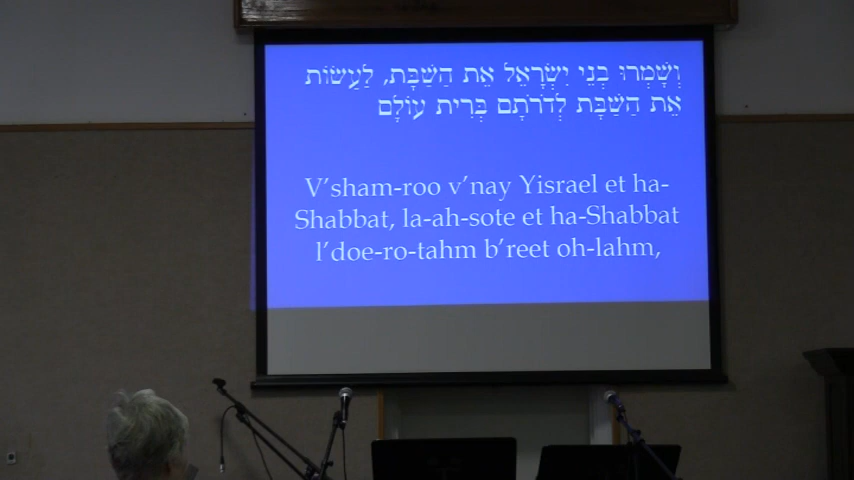 וְשָׁמְרוּ בְנֵי יִשְׂרָאֵל אֵת הַשַּׁבָּת, לַעֲשׂוֹת
אֵת הַשַּׁבָּת לְדֹרֹתָם בְּרִית עוֹלָם
V’sham-roo v’nay Yisrael et ha-
Shabbat, la-ah-sote et ha-Shabbat
l’doe-ro-tahm b’reet oh-lahm,